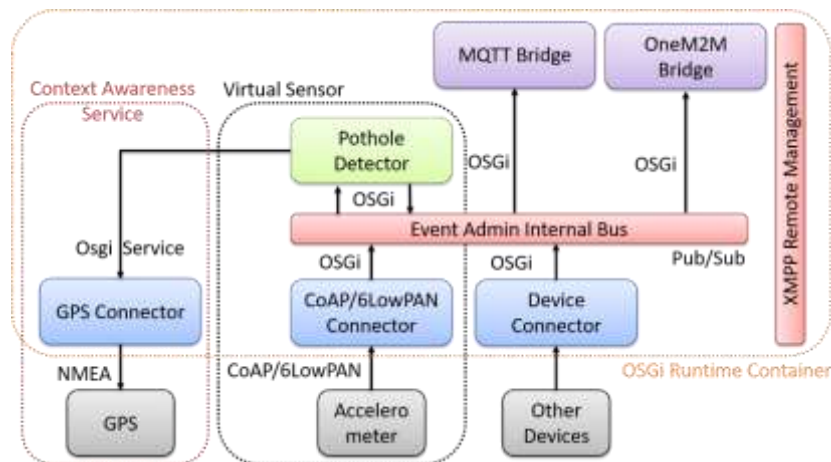 MQTT Bridge
OneM2M
Bridge
XMPP Remote Management
Context Awareness
Service
Virtual Sensor
Pothole
Detector
OSGi
OSGi
OSGi
Event Admin Internal Bus
Osgi Service
OSGi
OSGi
Pub/Sub
GPS Connector
CoAP/6LowPAN
Connector
Device
Connector
NMEA
CoAP/6LowPAN
OSGi Runtime Container
GPS
Accelero
meter
Other
Devices